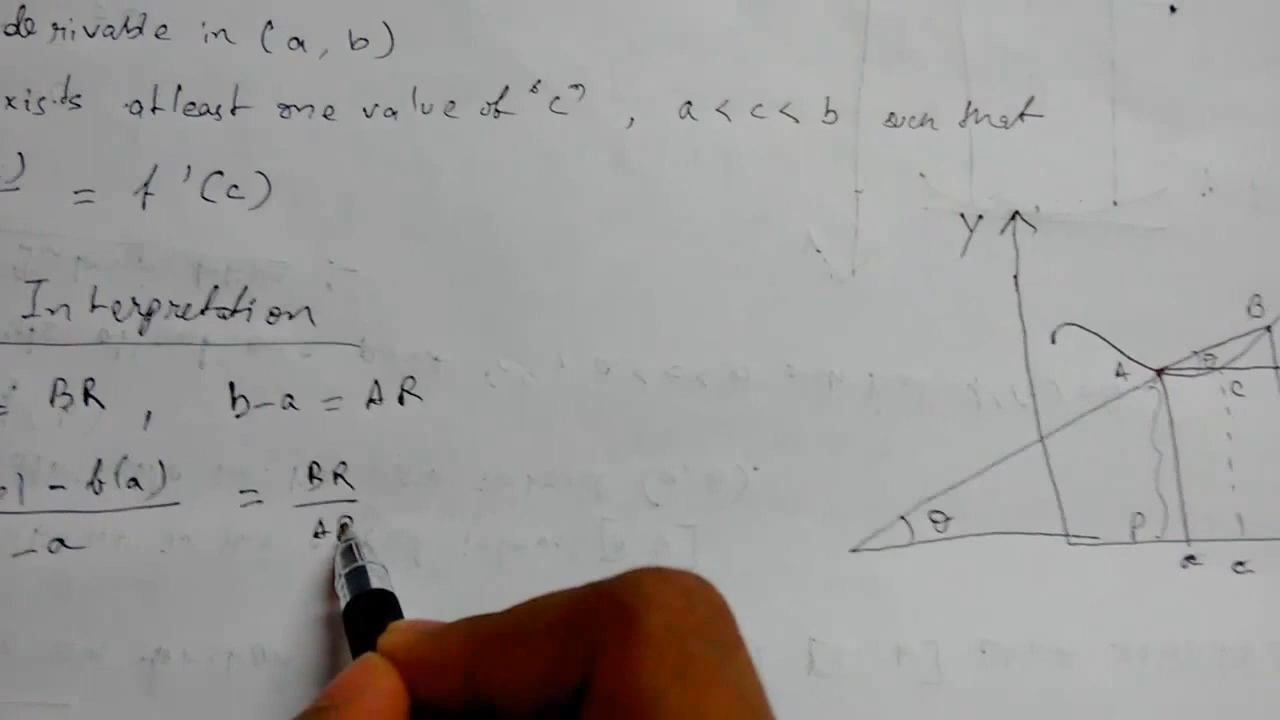 derivable in (a, b)
xists atleast one value of "c", a < c < b such that
) = f'(c)
Interpretation
= BR, b-a = AR
- f(a) = BR
-a AR
Y
B
A θ
C
θ P
a c